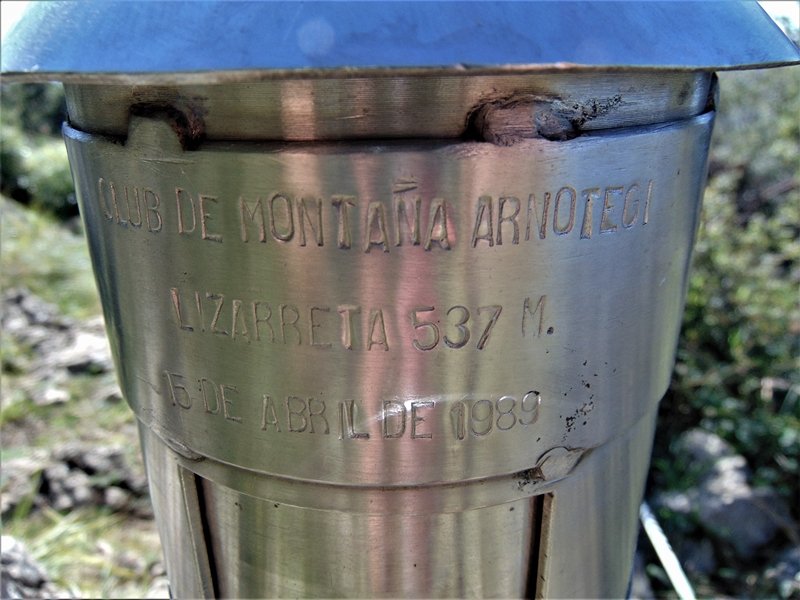 CLUB DE MONTAÑA ARNOTEGI
LIZARRETA 537 M.
15 DE ABRIL DE 1989